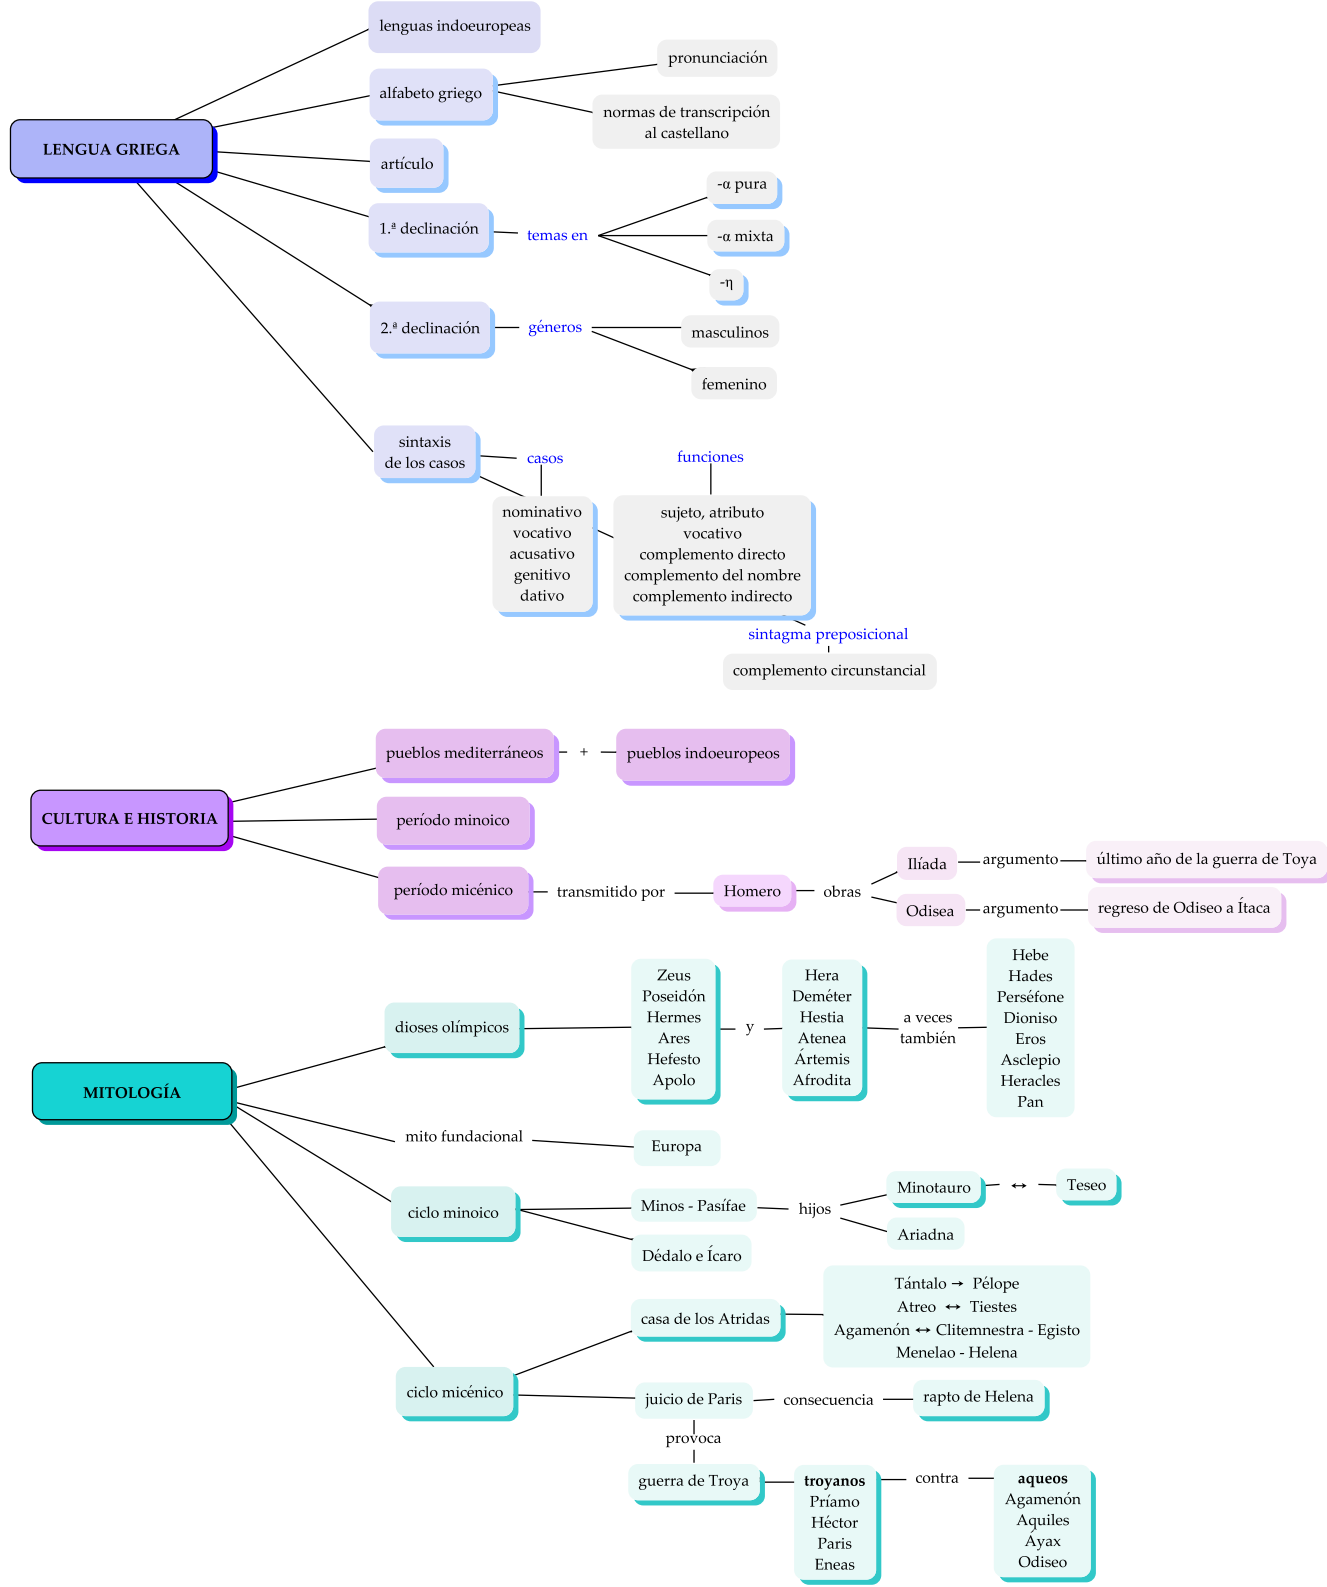 lenguas indoeuropeas
pronunciación
alfabeto griego
normas de transcripción
al castellano
LENGUA GRIEGA
artículo
-α pura
1.ª declinación
temas en
-α mixta
-η
2.ª declinación
géneros
masculinos
femenino
sintaxis
de los casos
casos
funciones
nominativo
vocativo
acusativo
genitivo
dativo
sujeto, atributo
vocativo
complemento directo
complemento del nombre
complemento indirecto
sintagma preposicional
complemento circunstancial
pueblos mediterráneos
+
pueblos indoeuropeos
CULTURA E HISTORIA
período minoico
período micénico
transmitido por
Homero
obras
Ilíada
argumento
último año de la guerra de Toya
Odisea
argumento
regreso de Odiseo a Ítaca
MITOLOGÍA
dioses olímpicos
Zeus
Poseidón
Hermes
Ares
Hefesto
Apolo
y
Hera
Deméter
Hestia
Atenea
Ártemis
Afrodita
a veces
también
Hebe
Hades
Perséfone
Dioniso
Eros
Asclepio
Heracles
Pan
mito fundacional
Europa
ciclo minoico
Minos - Pasífae
hijos
Minotauro
↔
Teseo
Ariadna
Dédalo e Ícaro
ciclo micénico
casa de los Atridas
Tántalo → Pélope
Atreo ↔ Tiestes
Agamenón ↔ Clitemnestra - Egisto
Menelao - Helena
juicio de Paris
consecuencia
rapto de Helena
provoca
guerra de Troya
troyanos
Príamo
Héctor
Paris
Eneas
contra
aqueos
Agamenón
Aquiles
Áyax
Odiseo